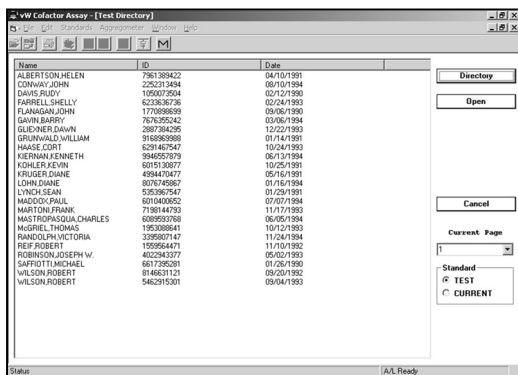 vW Cofactor Assay - [Test Directory]
File Edit Standards Aggregometer Window Help
M
Name ID Date
ALBERTSON,HELEN 7961389422 04/10/1991
CONWAY,JOHN 2252313494 08/10/1994
DAVIS,RUDY 1050073504 02/12/1990
FARRELL,SHELLY 6233636736 02/24/1993
FLANAGAN,JOHN 1770898699 09/06/1990
GAVIN,BARRY 7676355242 03/06/1994
GLIEXNER,DAWN 2887384295 12/22/1993
GRUNWALD,WILLIAM 9168969988 01/14/1991
HAASE,CORT 6291467547 10/24/1993
KIERNAN,KENNETH 9946557879 06/13/1994
KOHLER,KEVIN 6015130877 10/25/1991
KRUGER,DIANE 4994470477 05/16/1991
LOHN,DIANE 8076745867 01/16/1994
LYNCH,SEAN 5353967547 01/29/1991
MADDOX,PAUL 6010400652 07/07/1994
MARTONI,FRANK 7198144793 11/17/1993
MASTROPASQUA,CHARLES 6089593768 06/05/1994
McGRIEL,THOMAS 1953088641 10/12/1993
RANDOLPH,VICTORIA 3395807147 11/24/1994
REIF,ROBERT 1559564471 11/10/1992
ROBINSON,JOSEPH W. 4022943377 05/02/1993
SAFFIOTTI,MICHAEL 6617395281 01/26/1990
WILSON,ROBERT 8146631121 09/20/1992
WILSON,ROBERT 5462915301 09/04/1993
Directory
Open
Cancel
Current Page
1
Standard
TEST
CURRENT
Status A/L Ready